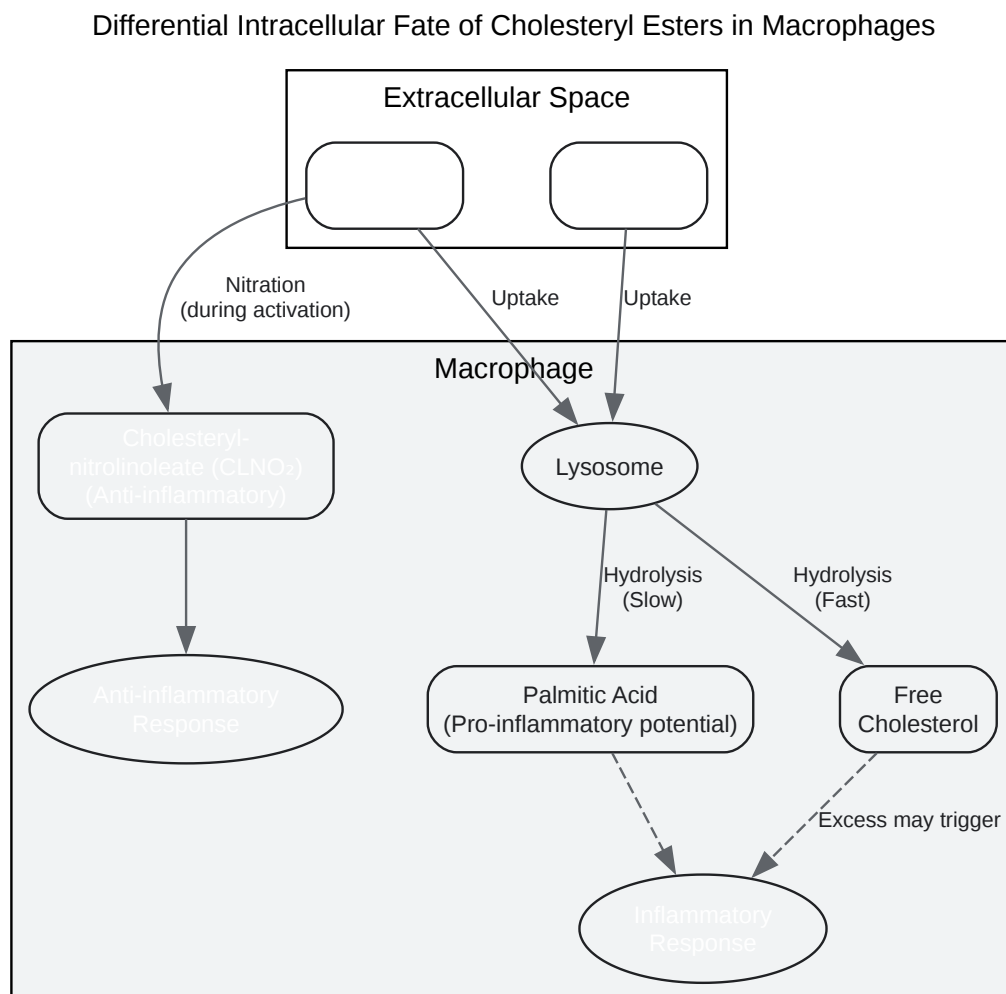 Differential Intracellular Fate of Cholesteryl Esters in Macrophages
Extracellular Space
Nitration
(during activation)
Uptake
Uptake
Macrophage
Cholesteryl-
nitrolinoleate (CLNO₂)
(Anti-inflammatory)
Lysosome
Hydrolysis
(Slow)
Hydrolysis
(Fast)
Anti-inflammatory
Response
Palmitic Acid
(Pro-inflammatory potential)
Free
Cholesterol
Excess may trigger
Inflammatory
Response